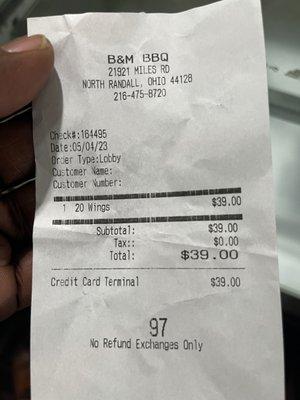 B&M BBQ
21921 MILES RD
NORTH RANDALL, OHIO 44128
216-475-8720
Check#:164495
Date:05/04/23
Order Type:Lobby
Customer Name:
Customer Number:
1 20 Wings $39.00
Subtotal: $39.00
Tax:: $0.00
Total: $39.00
Credit Card Terminal $39.00
97
No Refund Exchanges Only